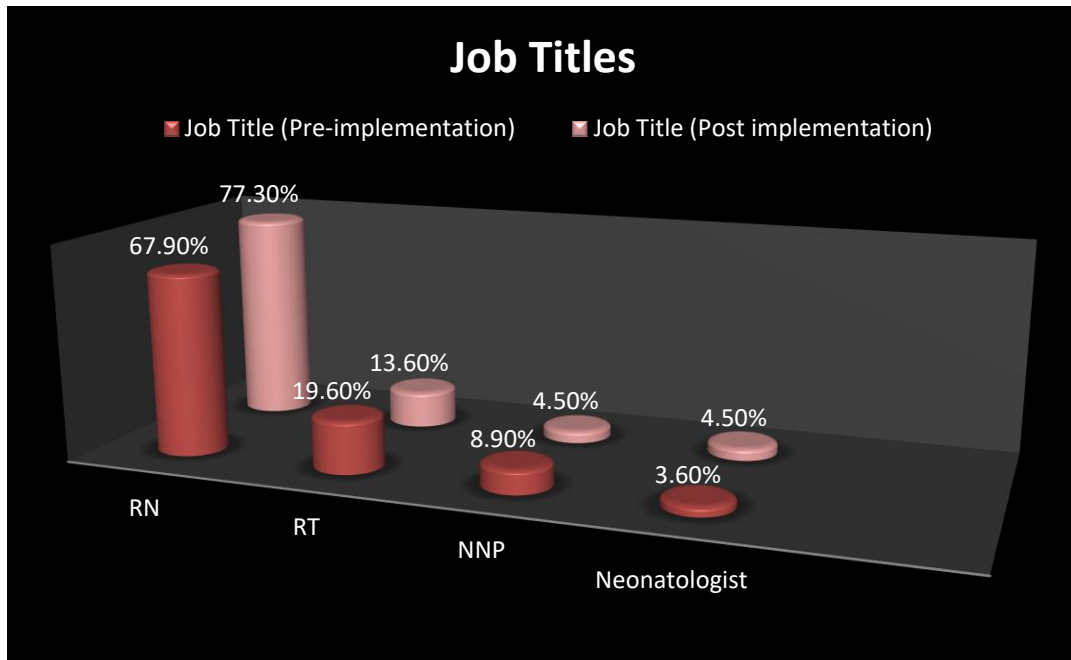 Job Titles
Job Title (Pre-implementation) Job Title (Post implementation)
77.30%
67.90%
13.60%
19.60%
4.50%
8.90%
4.50%
3.60%
RN
RT
NNP
Neonatologist